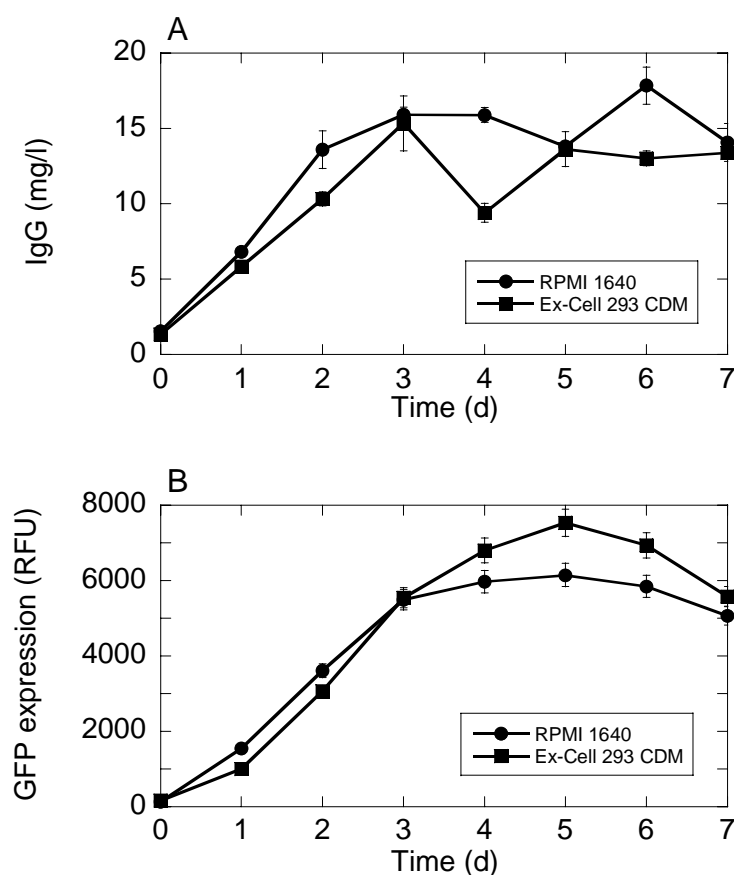 A
20
15
10
5
0
IgG (mg/l)
RPMI 1640
Ex-Cell 293 CDM
0 1 2 3 4 5 6 7
Time (d)
B
8000
6000
4000
2000
0
GFP expression (RFU)
RPMI 1640
Ex-Cell 293 CDM
0 1 2 3 4 5 6 7
Time (d)